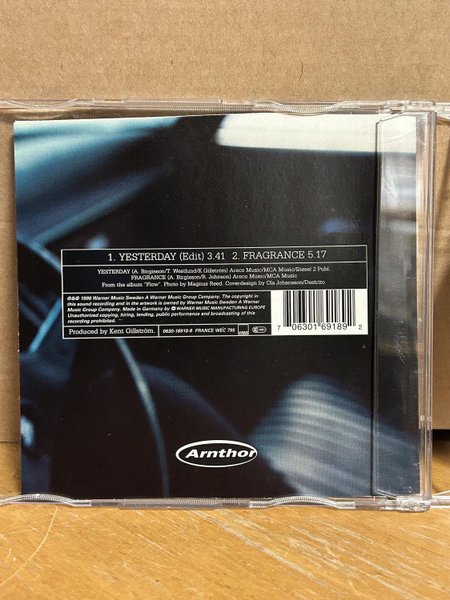 1. YESTERDAY (Edit) 3.41 2. FRAGRANCE 5.17
YESTERDAY (A. Birgisson/T. Westlund/K Gillström) Areco Music/MCA Music/Diesel 2 Publ.
FRAGRANCE (A. Birgisson/R. Johnson) Areco Music/MCA Music
From the album "Flow". Photo by Magnus Reed. Coverdesign by Ola Johansson/Dastrito
℗&© 1996 Warner Music Sweden A Warner Music Group Company. The copyright in
this sound recording and in the artwork is owned by Warner Music Sweden A Warner
Music Group Company. Made in Germany by WARNER MUSIC MANUFACTURING EUROPE
Unauthorized copying, hiring, lending, public performance and broadcasting of this
recording prohibited.
Produced by Kent Gillström.
0630-16918-9 FRANCE WEC 795
7 06301 69189 2
Arnthor